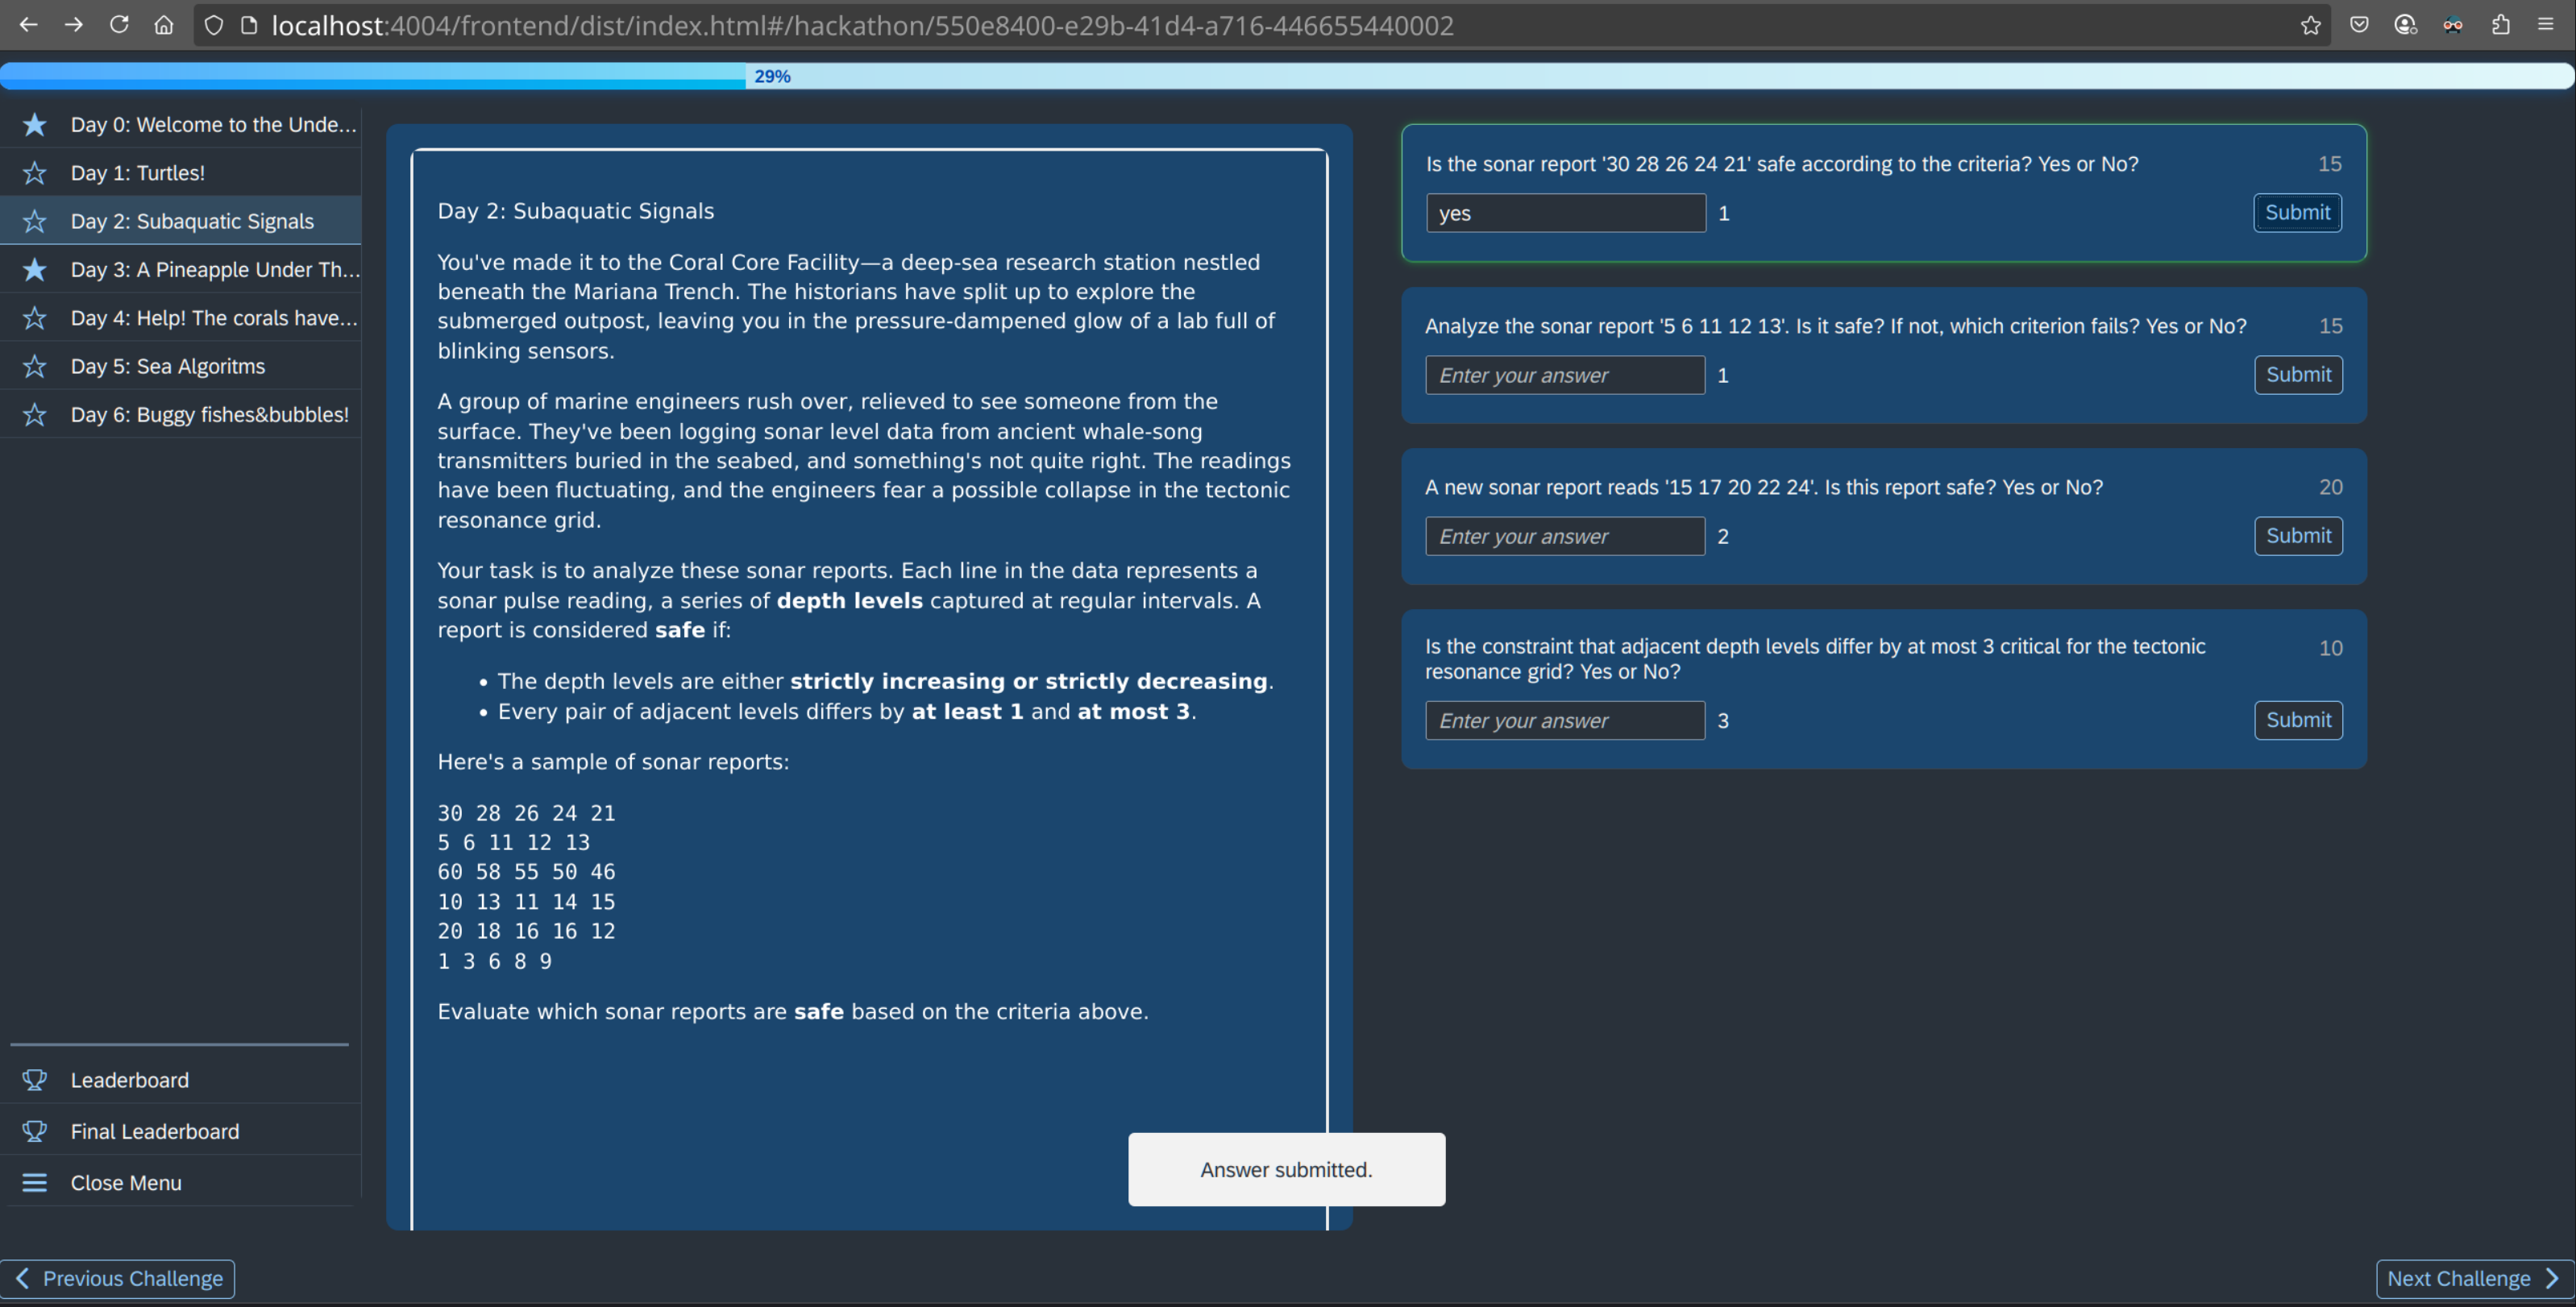 localhost:4004/frontend/dist/index.html#/hackathon/550e8400-e29b-41d4-a716-446655440002
29%
Day 0: Welcome to the Unde...
Day 1: Turtles!
Day 2: Subaquatic Signals
Day 3: A Pineapple Under Th...
Day 4: Help! The corals have...
Day 5: Sea Algoritms
Day 6: Buggy fishes&bubbles!
Leaderboard
Final Leaderboard
Close Menu
Day 2: Subaquatic Signals
You've made it to the Coral Core Facility—a deep-sea research station nestled
beneath the Mariana Trench. The historians have split up to explore the
submerged outpost, leaving you in the pressure-dampened glow of a lab full of
blinking sensors.
A group of marine engineers rush over, relieved to see someone from the
surface. They've been logging sonar level data from ancient whale-song
transmitters buried in the seabed, and something's not quite right. The readings
have been fluctuating, and the engineers fear a possible collapse in the tectonic
resonance grid.
Your task is to analyze these sonar reports. Each line in the data represents a
sonar pulse reading, a series of depth levels captured at regular intervals. A
report is considered safe if:
• The depth levels are either strictly increasing or strictly decreasing.
• Every pair of adjacent levels differs by at least 1 and at most 3.
Here's a sample of sonar reports:
30 28 26 24 21
5 6 11 12 13
60 58 55 50 46
10 13 11 14 15
20 18 16 16 12
1 3 6 8 9
Evaluate which sonar reports are safe based on the criteria above.
Is the sonar report '30 28 26 24 21' safe according to the criteria? Yes or No? 15
yes 1 Submit
Analyze the sonar report '5 6 11 12 13'. Is it safe? If not, which criterion fails? Yes or No? 15
Enter your answer 1 Submit
A new sonar report reads '15 17 20 22 24'. Is this report safe? Yes or No? 20
Enter your answer 2 Submit
Is the constraint that adjacent depth levels differ by at most 3 critical for the tectonic 10
resonance grid? Yes or No?
Enter your answer 3 Submit
Answer submitted.
Previous Challenge
Next Challenge